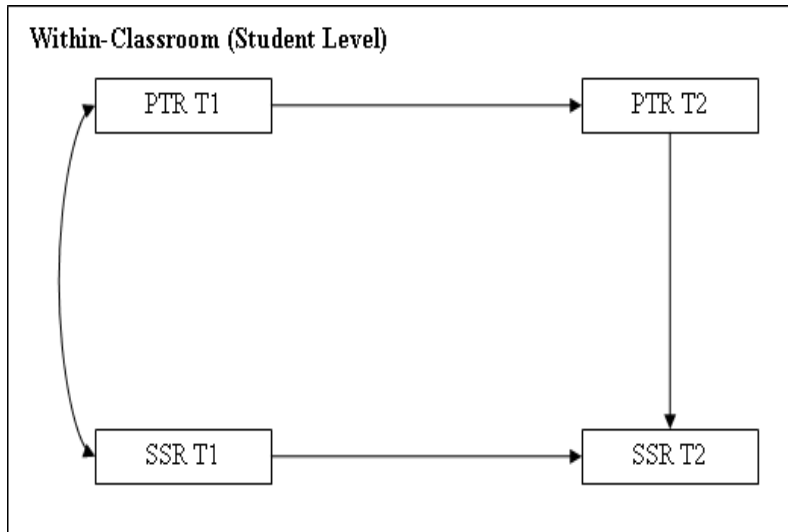 Within-Classroom (Student Level)
PTR T1
PTR T2
SSR T1
SSR T2